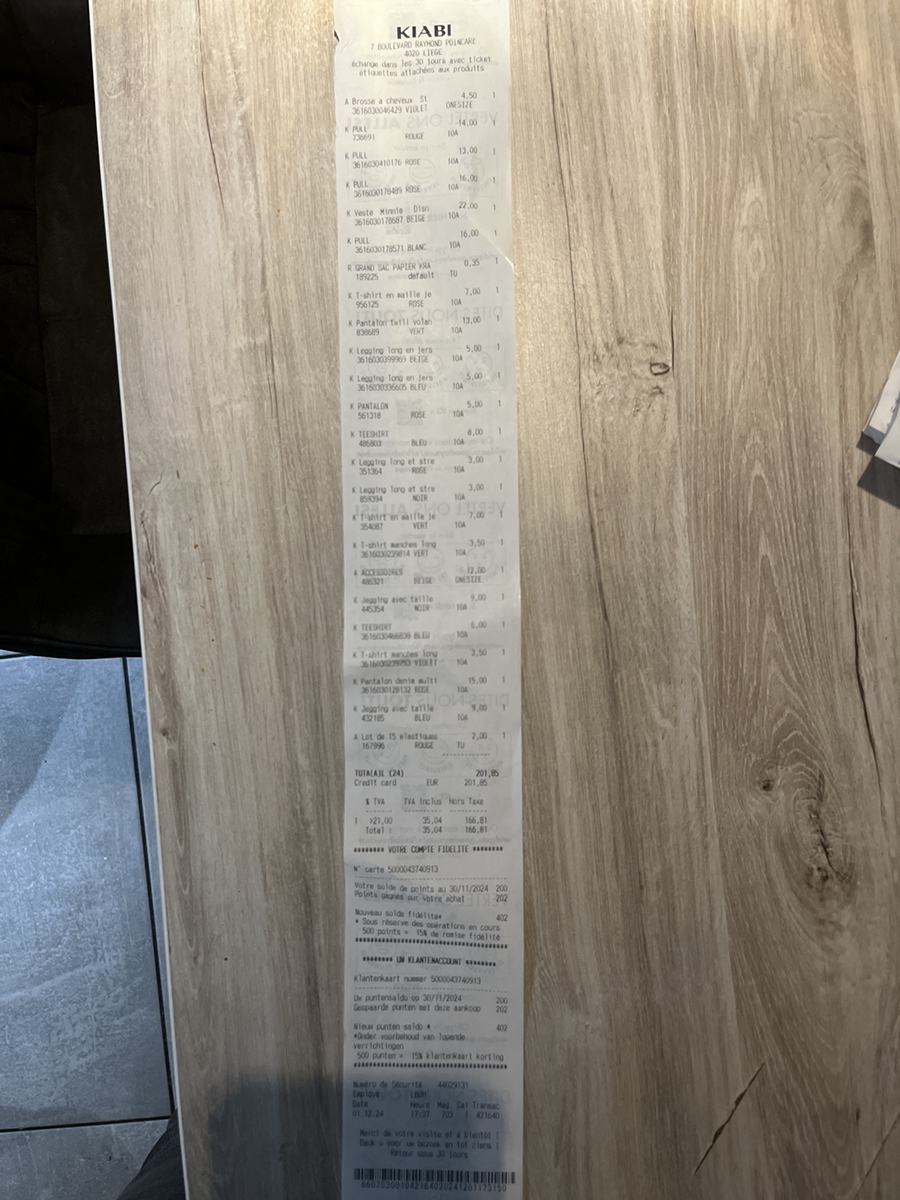 KIABI
7 BOULEVARD RAYMOND POINCARE
4020 LIEGE
échange dans les 30 jours avec ticket
étiquettes attachées aux produits
A Brosse à cheveux St 4,50 1
3616030046429 VIOLET ONESIZE
K PULL 14,00 1
736691 ROUGE 10A
K PULL 13,00 1
3616030410176 ROSE 10A
K PULL 16,00 1
3616030178489 ROSE 10A
K Veste Minnie Disn 22,00 1
3616030178687 BEIGE 10A
K PULL 16,00 1
3616030178571 BLANC 10A
R GRAND SAC PAPIER KRA 0,35 1
189225 default TU
K T-shirt en maille je 7,00 1
956125 ROSE 10A
K Pantalon twill volan 13,00 1
838689 VERT 10A
K Legging long en jers 5,00 1
3616030399969 BEIGE 10A
K Legging long en jers 5,00 1
3616030336605 BLEU 10A
K PANTALON 5,00 1
561318 ROSE 10A
K TEESHIRT 1
486803 BLEU 10A
K Legging long et stre 3,00 1
351364 ROSE 10A
K Legging long et stre 3,00 1
859394 NOIR 10A
K T-shirt en maille je 7,00 1
354087 VERT 10A
K T-shirt manches long 3,50 1
3616030239814 VERT 10A
A ACCESSOIRES 12,00 1
486321 BEIGE ONESIZE
K Jegging avec taille 9,00 1
445354 NOIR 10A
K TEESHIRT 1
3616030466838 BLEU 10A
K T-shirt manches long 3,50 1
3616030239753 VIOLET 10A
K Pantalon denim multi 15,00 1
3616030128132 ROSE 10A
K Jegging avec taille 9,00 1
432185 BLEU 10A
A Lot de 15 elastiques 2,00 1
167996 ROUGE TU
TOTA(A)L (24) 201,85
Credit card EUR 201,85
% TVA TVA Inclus Hors Taxe
1 >21,00 35,04 166,81
Total : 35,04 166,81
******** VOTRE COMPTE FIDELITE ********
N° carte 5000043740913
Votre solde de points au 30/11/2024 200
Points gagnés sur votre achat 202
Nouveau solde fidélité* 402
* Sous réserve des opérations en cours
500 points = 15% de remise fidélité
******** UW KLANTENACCOUNT ********
Klantenkaart nummer 5000043740913
Uw puntensaldo op 30/11/2024 200
Gespaarde punten met deze aankoop 202
Nieuw punten saldo * 402
*Onder voorbehoud van lopende
verrichtingen
500 punten = 15% klantenkaart korting
Numéro de Sécurité 44029131
Employé
Date Heure Mag. Cai Transac
01.12.24 17:37 703 1 421640
Merci de votre visite et à bientôt !
Dank u voor uw bezoek en tot ziens !
Retour sous 30 jours